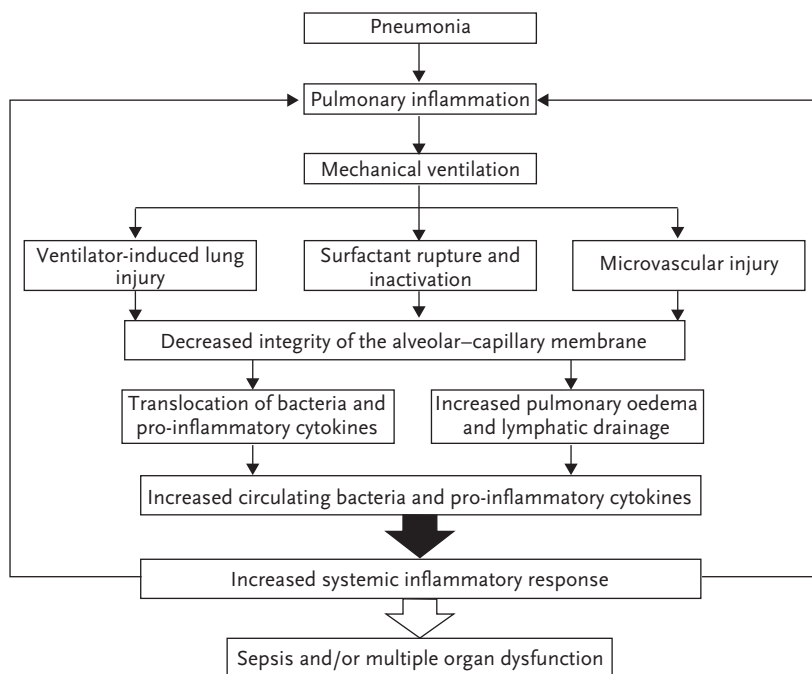 Pneumonia
Pulmonary inflammation
Mechanical ventilation
Ventilator-induced lung
injury
Surfactant rupture and
inactivation
Microvascular injury
Decreased integrity of the alveolar–capillary membrane
Translocation of bacteria and
pro-inflammatory cytokines
Increased pulmonary oedema
and lymphatic drainage
Increased circulating bacteria and pro-inflammatory cytokines
Increased systemic inflammatory response
Sepsis and/or multiple organ dysfunction